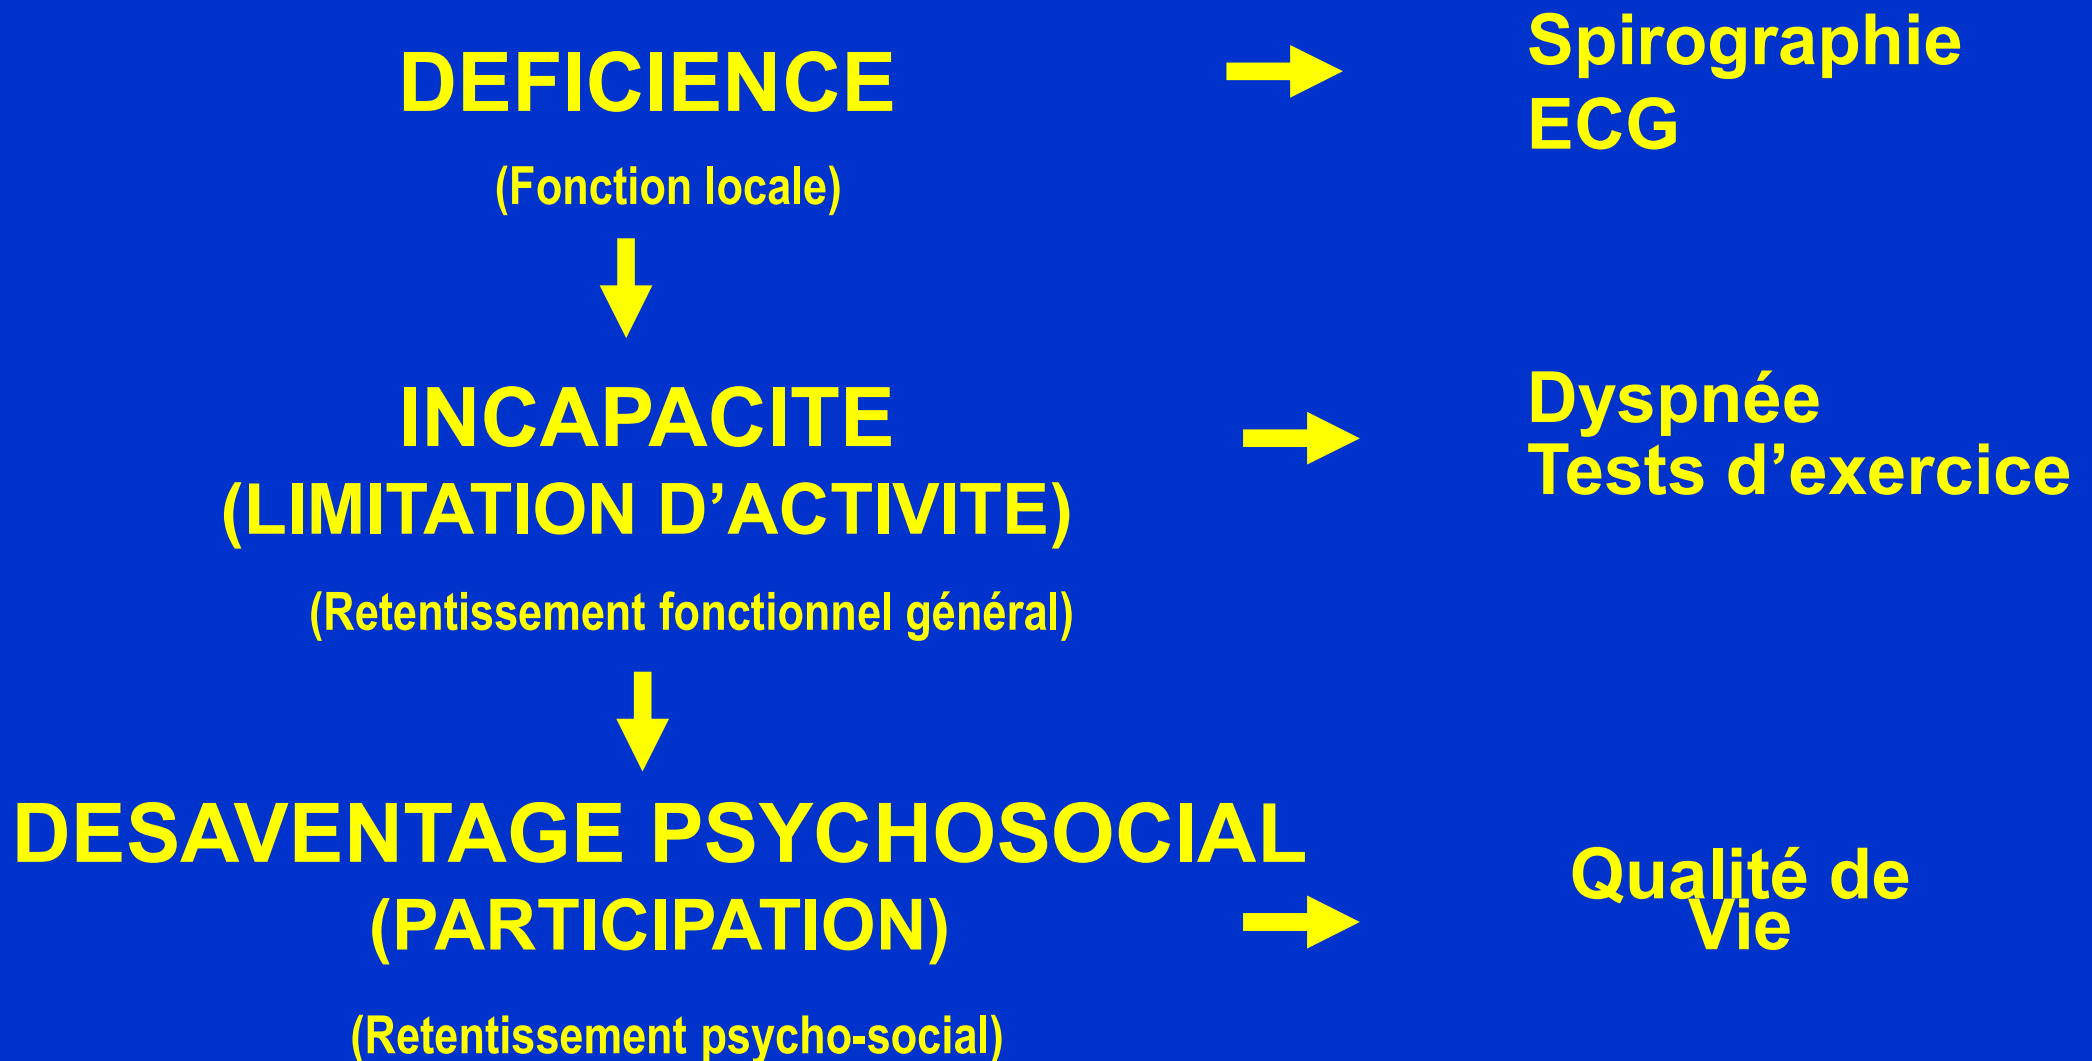 DEFICIENCE
(Fonction locale)
Spirographie
ECG
INCAPACITE
(LIMITATION D’ACTIVITE)
(Retentissement fonctionnel général)
Dyspnée
Tests d’exercice
DESAVENTAGE PSYCHOSOCIAL
(PARTICIPATION)
(Retentissement psycho-social)
Qualité de
Vie